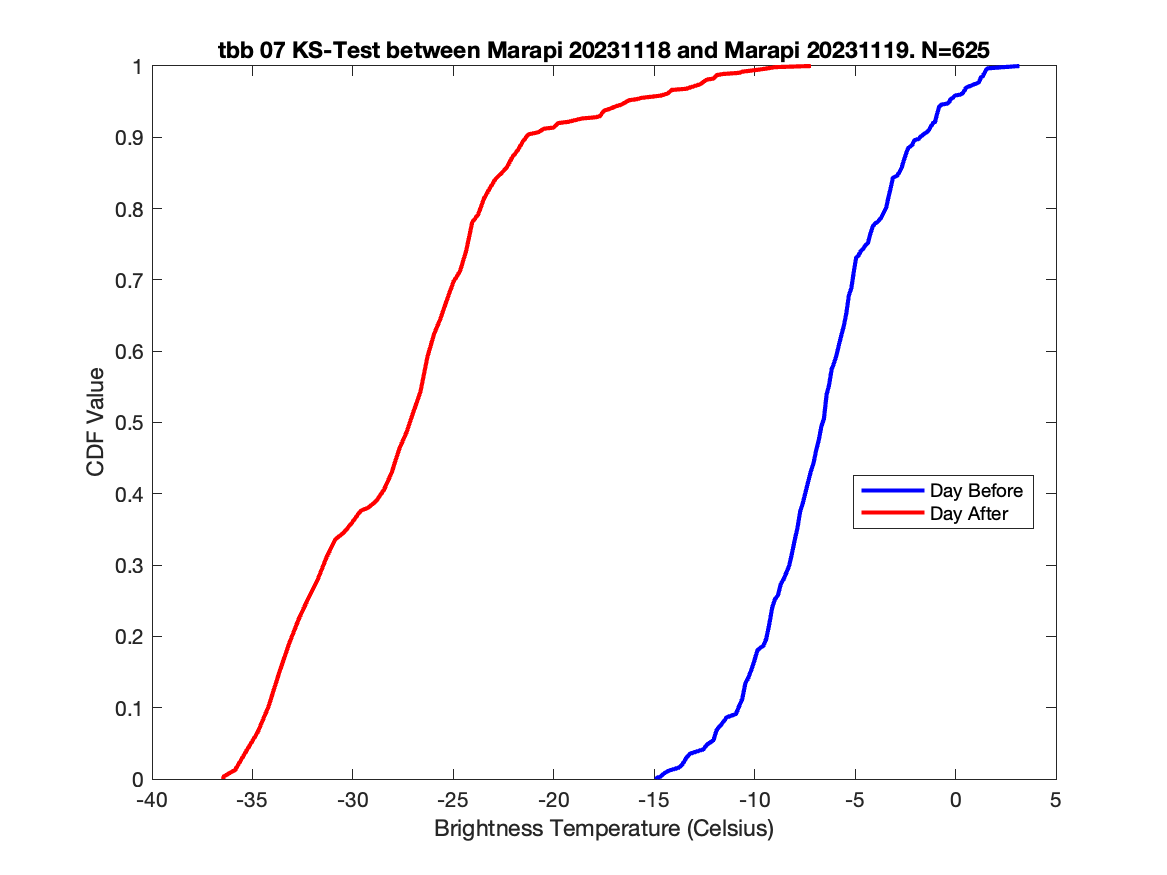 tbb 07 KS-Test between Marapi 20231118 and Marapi 20231119. N=625
1
0.9
0.8
0.7
0.6
0.5
0.4
0.3
0.2
0.1
0
CDF Value
Day Before
Day After
-40 -35 -30 -25 -20 -15 -10 -5 0 5
Brightness Temperature (Celsius)